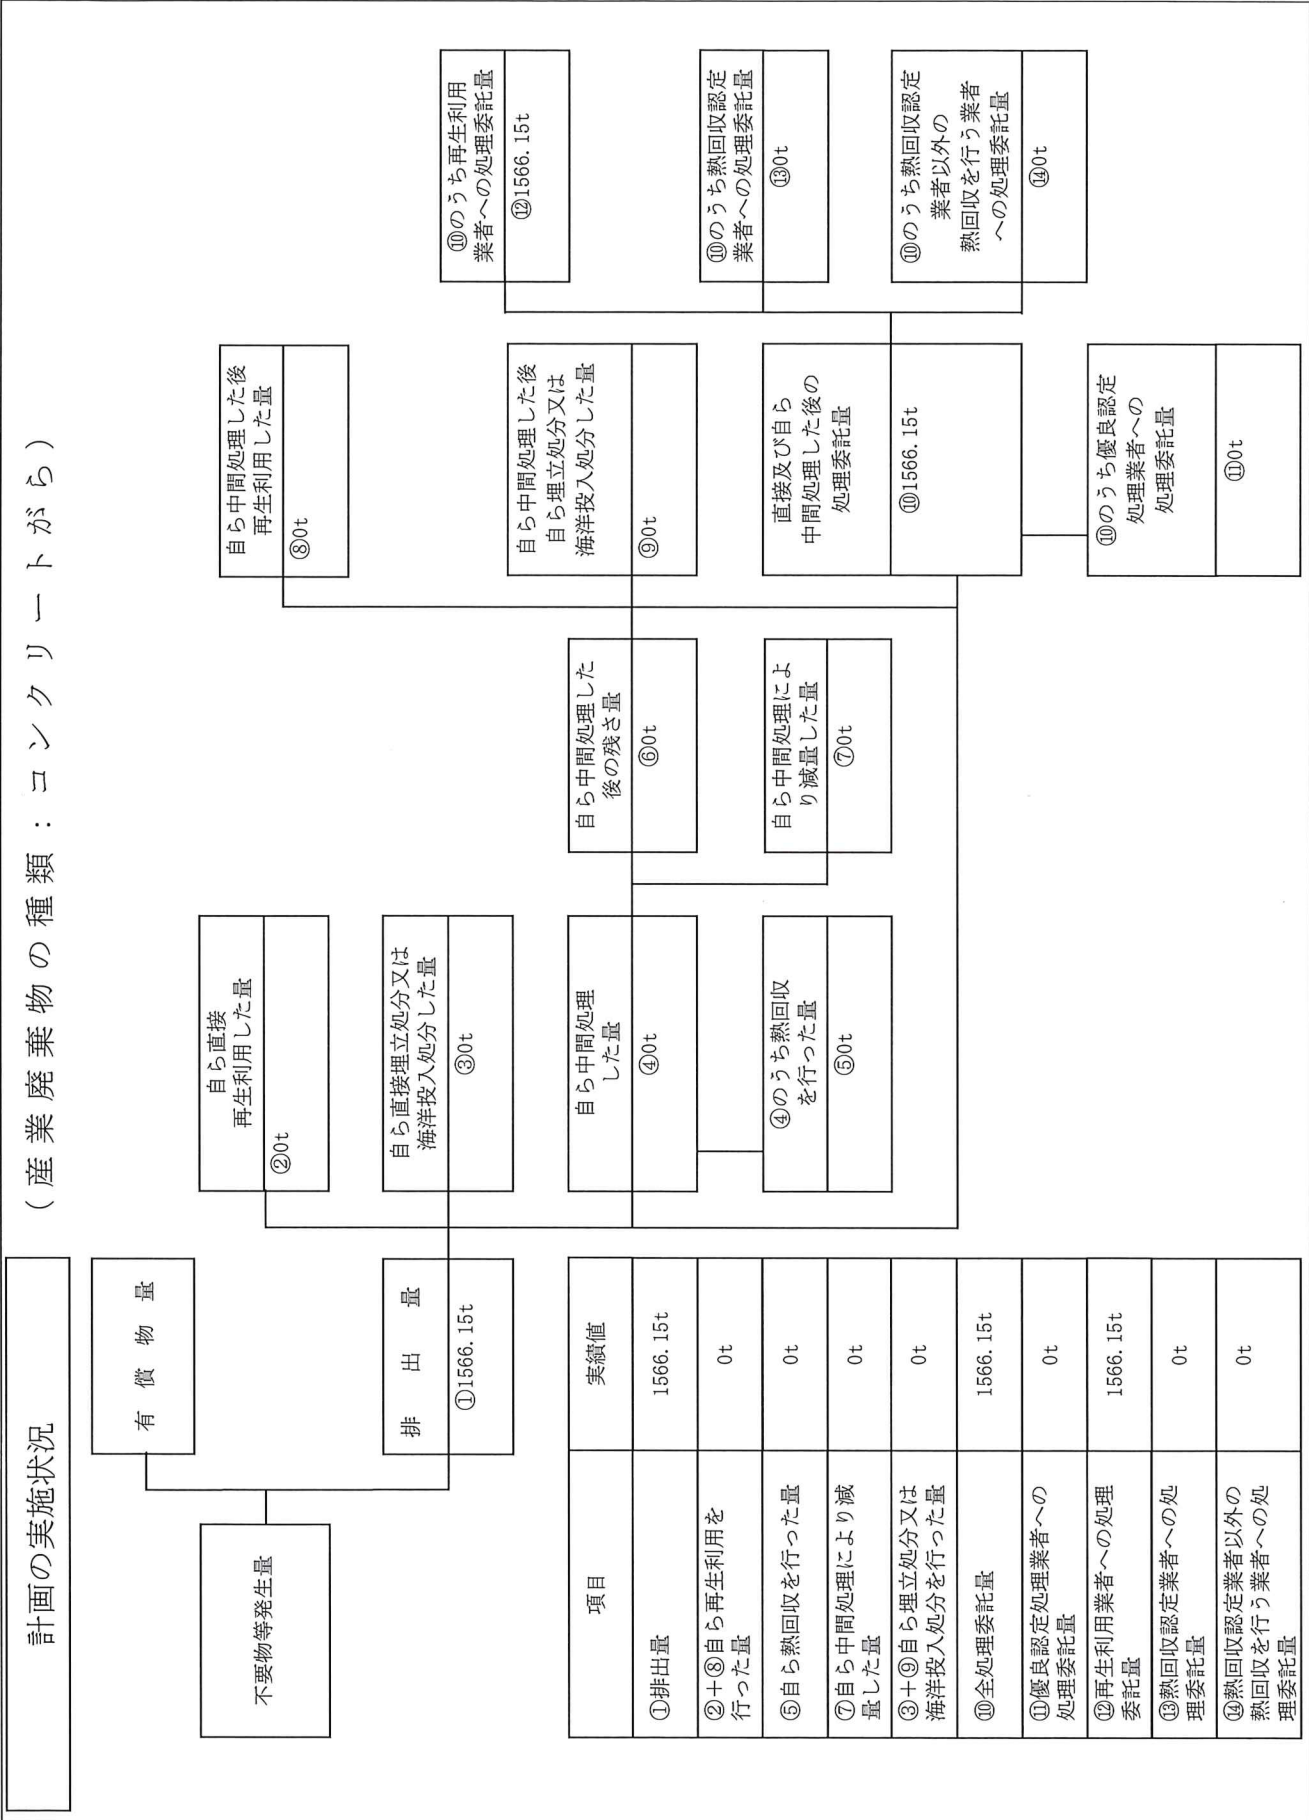 計画の実施状況
（産業廃棄物の種類：コンクリートがら）
不要物等発生量
有償物量
排出量
①1566.15t
自ら直接
再生利用した量
②0t
自ら直接埋立処分又は
海洋投入処分した量
③0t
自ら中間処理
した量
④0t
④のうち熱回収
を行った量
⑤0t
自ら中間処理した
後の残さ量
⑥0t
自ら中間処理によ
り減量した量
⑦0t
自ら中間処理した後
再生利用した量
⑧0t
自ら中間処理した後
自ら埋立処分又は
海洋投入処分した量
⑨0t
直接及び自ら
中間処理した後の
処理委託量
⑩1566.15t
⑩のうち優良認定
処理業者への
処理委託量
⑪0t
⑩のうち再生利用
業者への処理委託量
⑫1566.15t
⑩のうち熱回収認定
業者への処理委託量
⑬0t
⑩のうち熱回収認定
業者以外の
熱回収を行う業者
への処理委託量
⑭0t
項目
実績値
①排出量
1566.15t
②＋⑧自ら再生利用を
行った量
0t
⑤自ら熱回収を行った量
0t
⑦自ら中間処理により減
量した量
0t
③＋⑨自ら埋立処分又は
海洋投入処分を行った量
0t
⑩全処理委託量
1566.15t
⑪優良認定処理業者への
処理委託量
0t
⑫再生利用業者への処理
委託量
1566.15t
⑬熱回収認定業者への処
理委託量
0t
⑭熱回収認定業者以外の
熱回収を行う業者への処
理委託量
0t